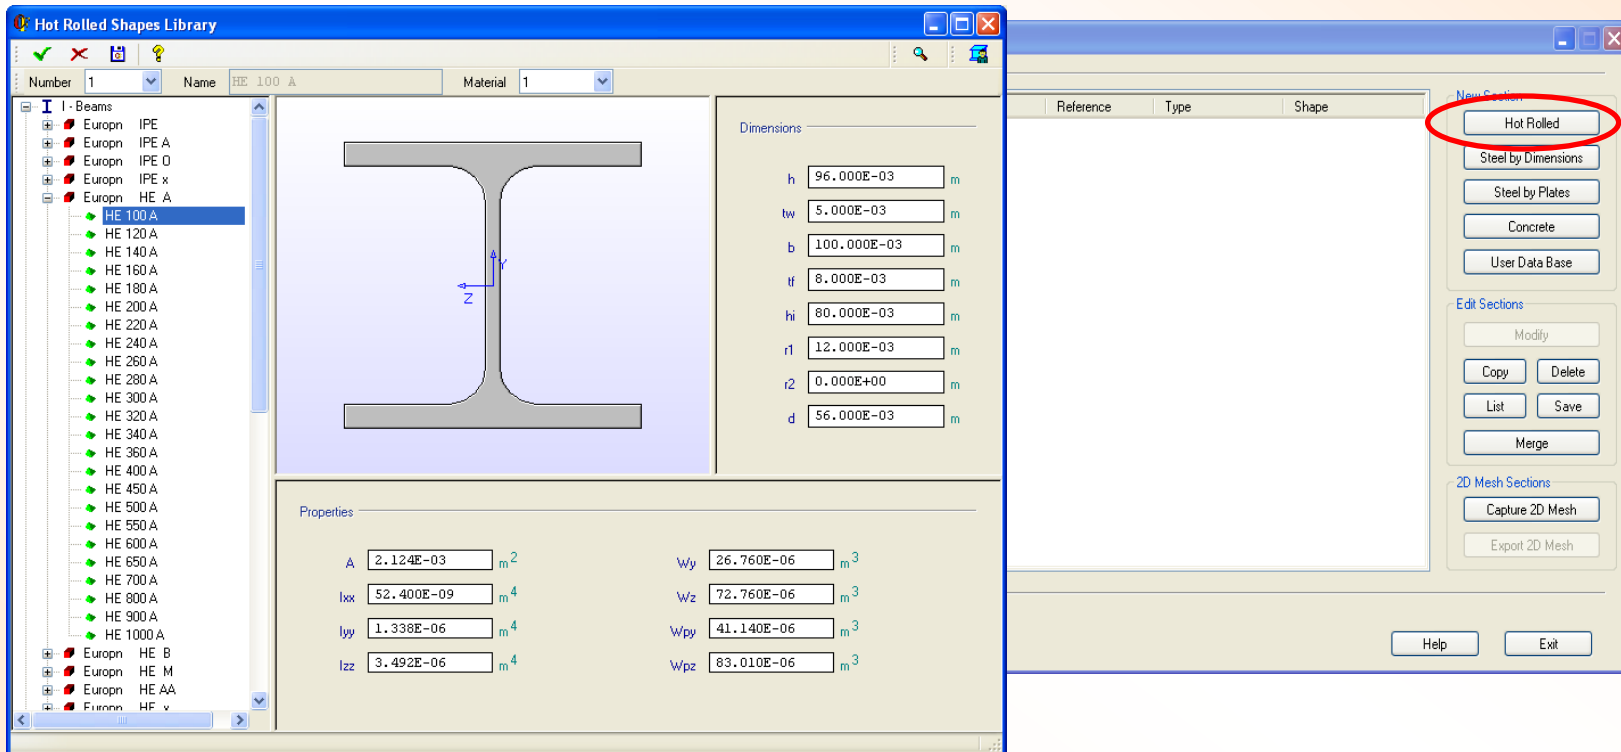 Hot Rolled Shapes Library
Number 1 Name HE 100 A Material 1
I - Beams
Europn IPE
Europn IPE A
Europn IPE O
Europn IPE x
Europn HE A
HE 100 A
HE 120 A
HE 140 A
HE 160 A
HE 180 A
HE 200 A
HE 220 A
HE 240 A
HE 260 A
HE 280 A
HE 300 A
HE 320 A
HE 340 A
HE 360 A
HE 400 A
HE 450 A
HE 500 A
HE 550 A
HE 600 A
HE 650 A
HE 700 A
HE 800 A
HE 900 A
HE 1000 A
Europn HE B
Europn HE M
Europn HE AA
Europn HE x
Y
Z
Dimensions
h 96.000E-03 m
tw 5.000E-03 m
b 100.000E-03 m
tf 8.000E-03 m
hi 80.000E-03 m
r1 12.000E-03 m
r2 0.000E+00 m
d 56.000E-03 m
Properties
A 2.124E-03 m2
Ixx 52.400E-09 m4
Iyy 1.338E-06 m4
Izz 3.492E-06 m4
Wy 26.760E-06 m3
Wz 72.760E-06 m3
Wpy 41.140E-06 m3
Wpz 83.010E-06 m3
Reference Type Shape
New Section
Hot Rolled
Steel by Dimensions
Steel by Plates
Concrete
User Data Base
Edit Sections
Modify
Copy Delete
List Save
Merge
2D Mesh Sections
Capture 2D Mesh
Export 2D Mesh
Help Exit